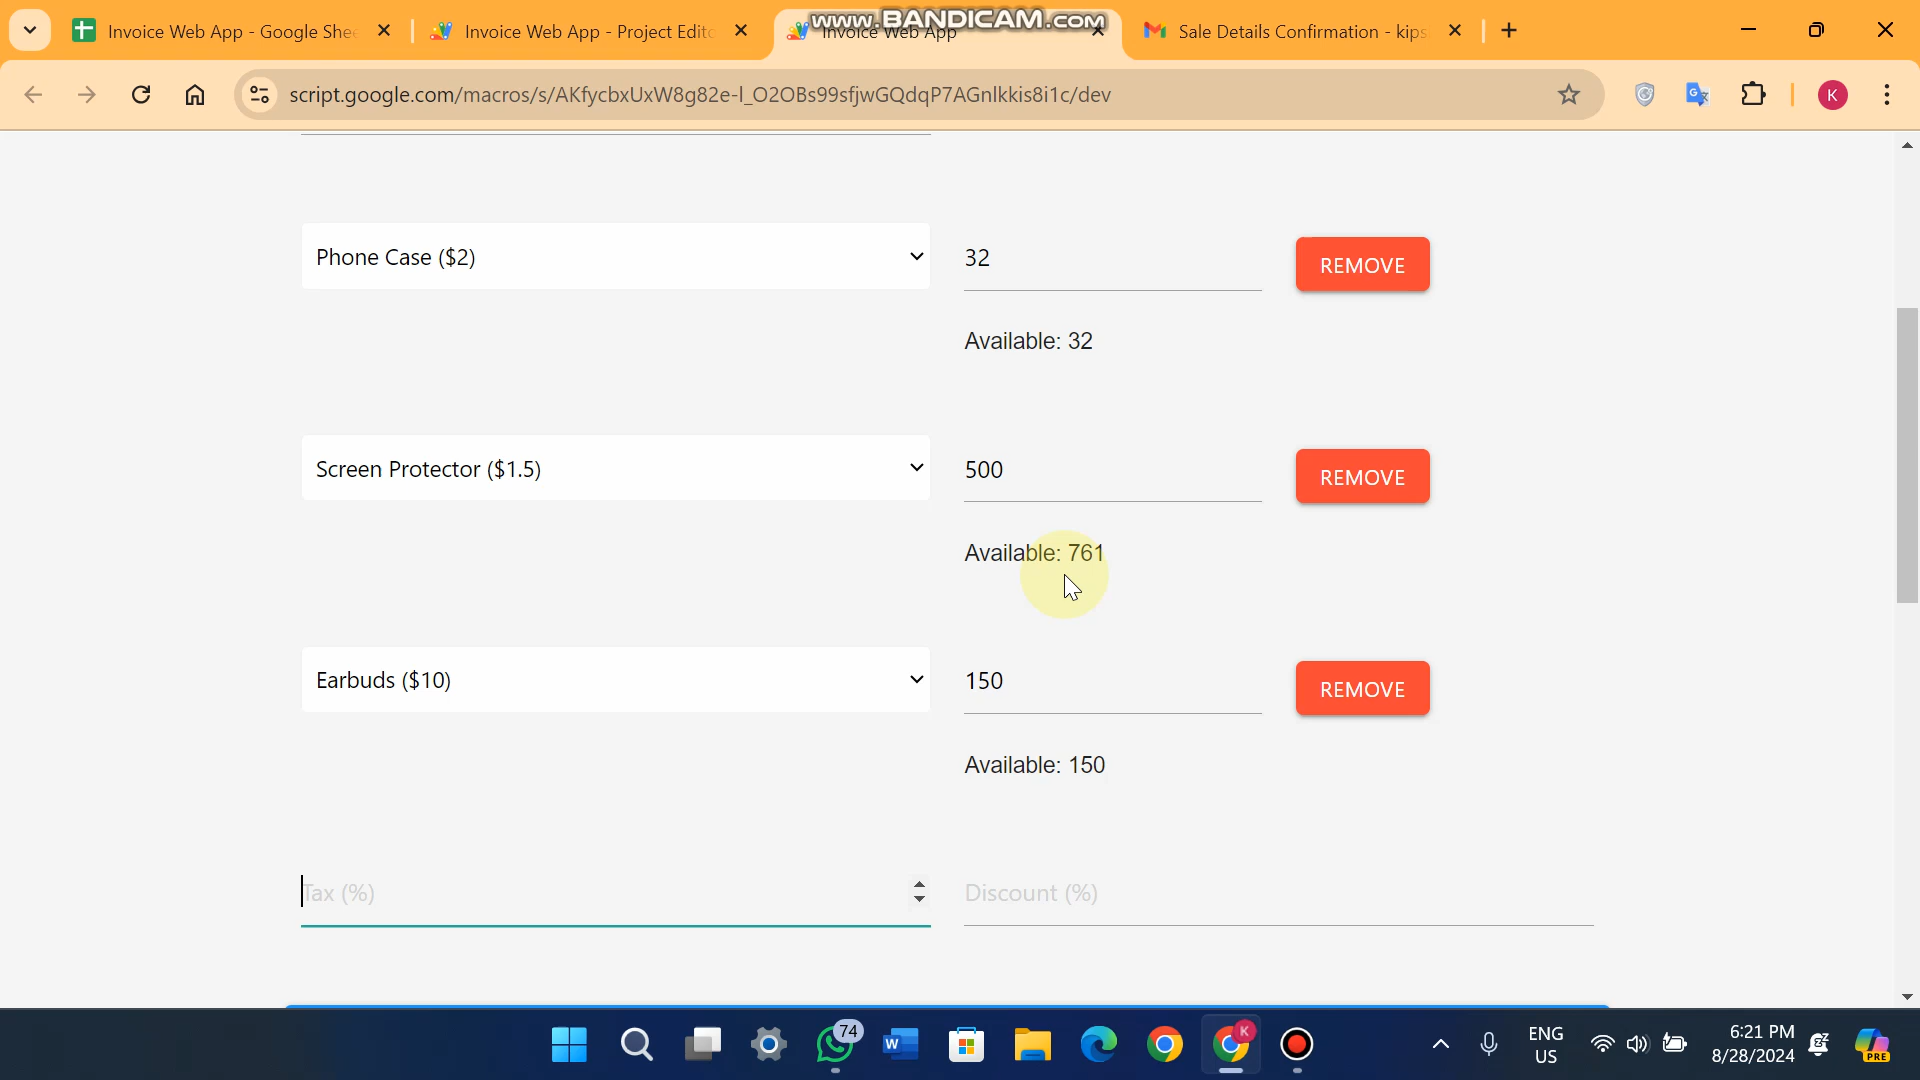 www.BANDICAM.com
Invoice Web App - Google Shee
Invoice Web App - Project Edito
Invoice Web App
Sale Details Confirmation - kips
script.google.com/macros/s/AKfycbxUxW8g82e-l_O2OBs99sfjwGQdqP7AGnlkkis8i1c/dev
K
Phone Case ($2)
32
REMOVE
Available: 32
Screen Protector ($1.5)
500
REMOVE
Available: 761
Earbuds ($10)
150
REMOVE
Available: 150
Tax (%)
Discount (%)
74
W
K
ENG
US
6:21 PM
8/28/2024
PRE